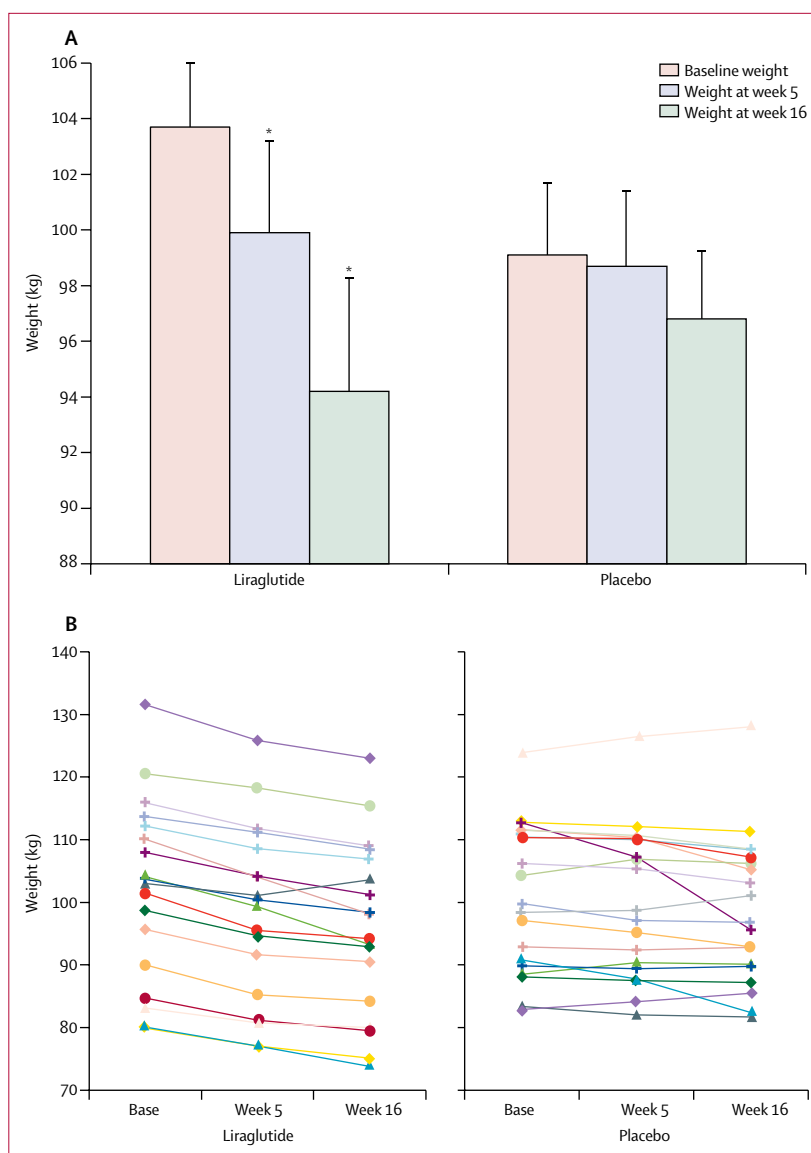 A
106
104
102
100
98
96
94
92
90
88
Weight (kg)
*
*
Baseline weight
Weight at week 5
Weight at week 16
Liraglutide
Placebo
B
140
130
120
110
100
90
80
70
Weight (kg)
Base
Week 5
Week 16
Liraglutide
Base
Week 5
Week 16
Placebo